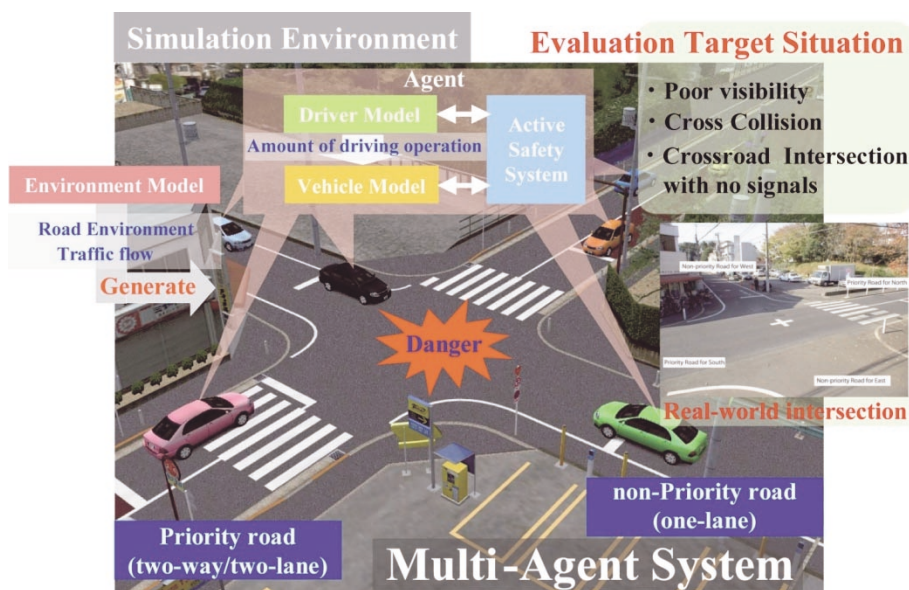 Simulation Environment
Evaluation Target Situation
Agent
Driver Model
Amount of driving operation
Vehicle Model
Active
Safety
System
・Poor visibility
・Cross Collision
・Crossroad Intersection
with no signals
Environment Model
Road Environment
Traffic flow
Generate
Danger
Non-priority Road for West
Priority Road for North
Priority Road for South
Non-priority Road for East
Real-world intersection
Priority road
(two-way/two-lane)
non-Priority road
(one-lane)
Multi-Agent System